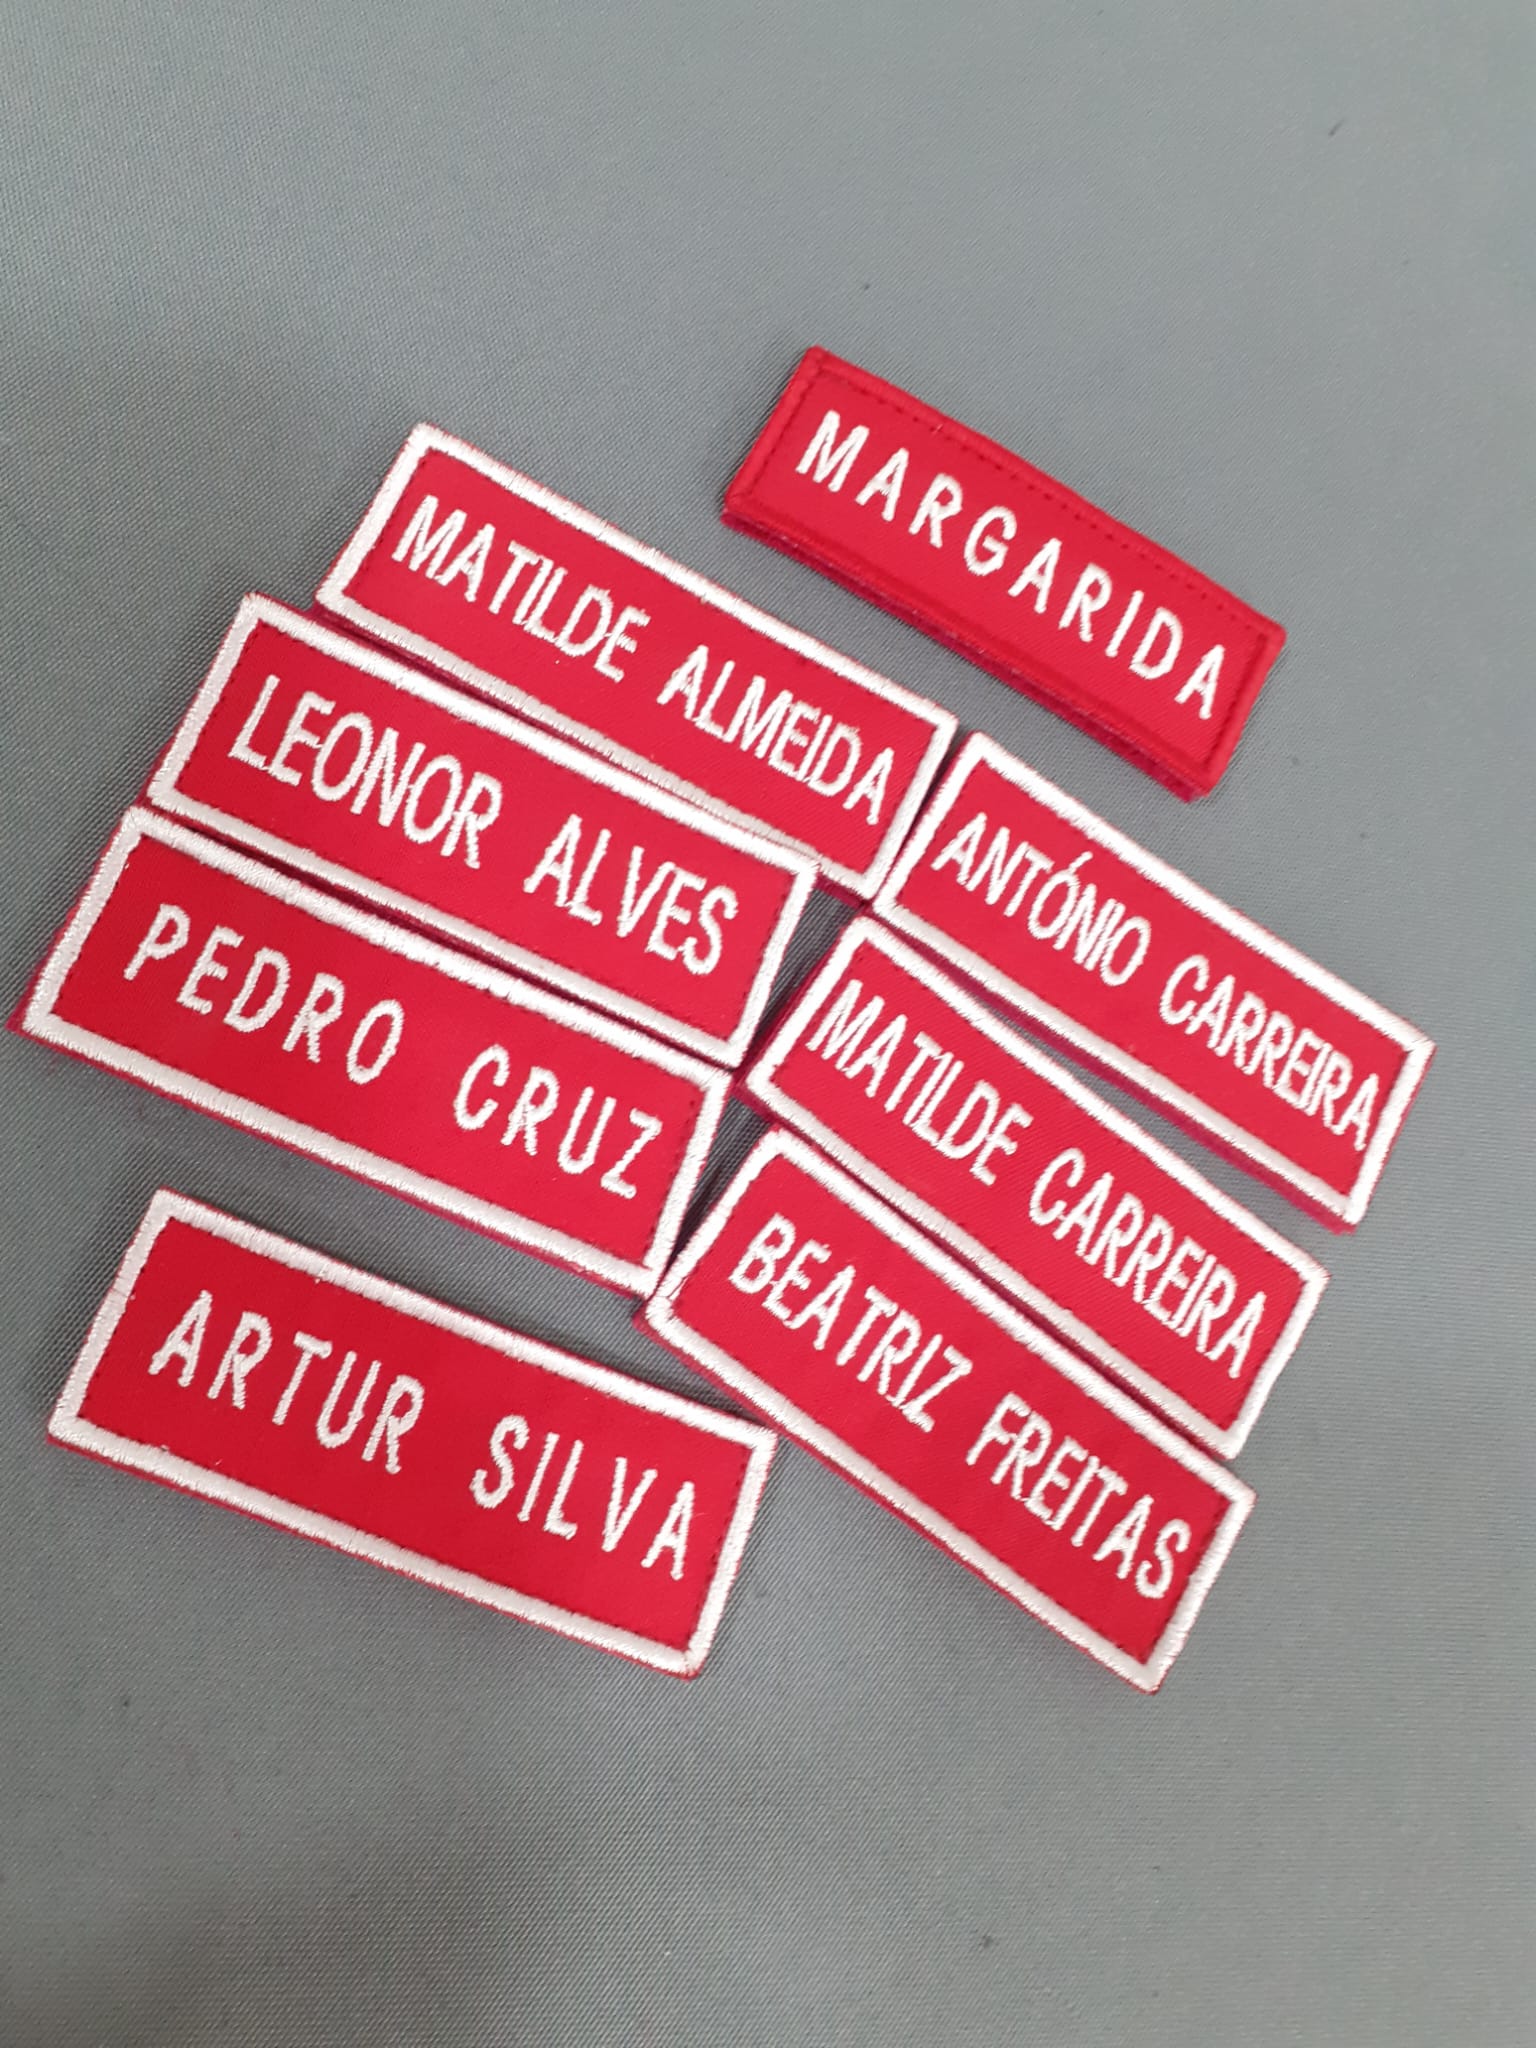 MARGARIDA
MATILDE ALMEIDA
LEONOR ALVES
PEDRO CRUZ
ARTUR SILVA
ANTÓNIO CARREIRA
MATILDE CARREIRA
BEATRIZ FREITAS